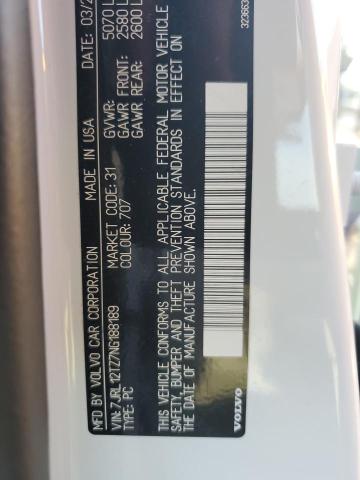 MFD BY VOLVO CAR CORPORATION MADE IN USA DATE: 03/2
VIN: 7JRL12TZ7NG188189
TYPE: PC
MARKET CODE: 31
COLOUR: 707
GVWR: 5070 L
GAWR FRONT: 2580 L
GAWR REAR: 2600 L
THIS VEHICLE CONFORMS TO ALL APPLICABLE FEDERAL MOTOR VEHICLE
SAFETY, BUMPER AND THEFT PREVENTION STANDARDS IN EFFECT ON
THE DATE OF MANUFACTURE SHOWN ABOVE.
VOLVO
323663